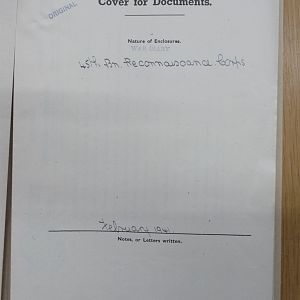 Cover for Documents.
ORIGINAL
Nature of Enclosures.
WAR DIARY
45th. Bn. Reconnaissance Corps
February 1941
Notes, or Letters written.